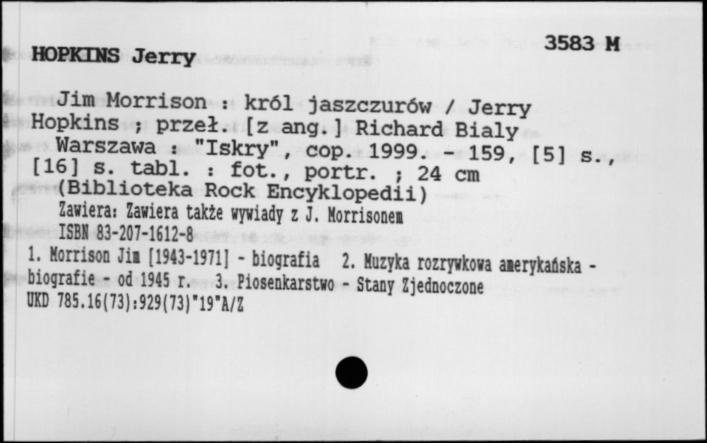 3583 M
HOPKINS Jerry
Jim Morrison : król jaszczurów / Jerry
Hopkins ; przeł. [z ang.] Richard Bialy
Warszawa : "Iskry", cop. 1999. - 159, [5] s.,
[16] s. tabl. : fot., portr. ; 24 cm
(Biblioteka Rock Encyklopedii)
Zawiera: Zawiera także wywiady z J. Morrisonem
ISBN 83-207-1612-8
1. Morrison Jim [1943-1971] - biografia 2. Muzyka rozrywkowa amerykańska -
biografie - od 1945 r. 3. Piosenkarstwo - Stany Zjednoczone
UKD 785.16(73):929(73)"19"A/Z